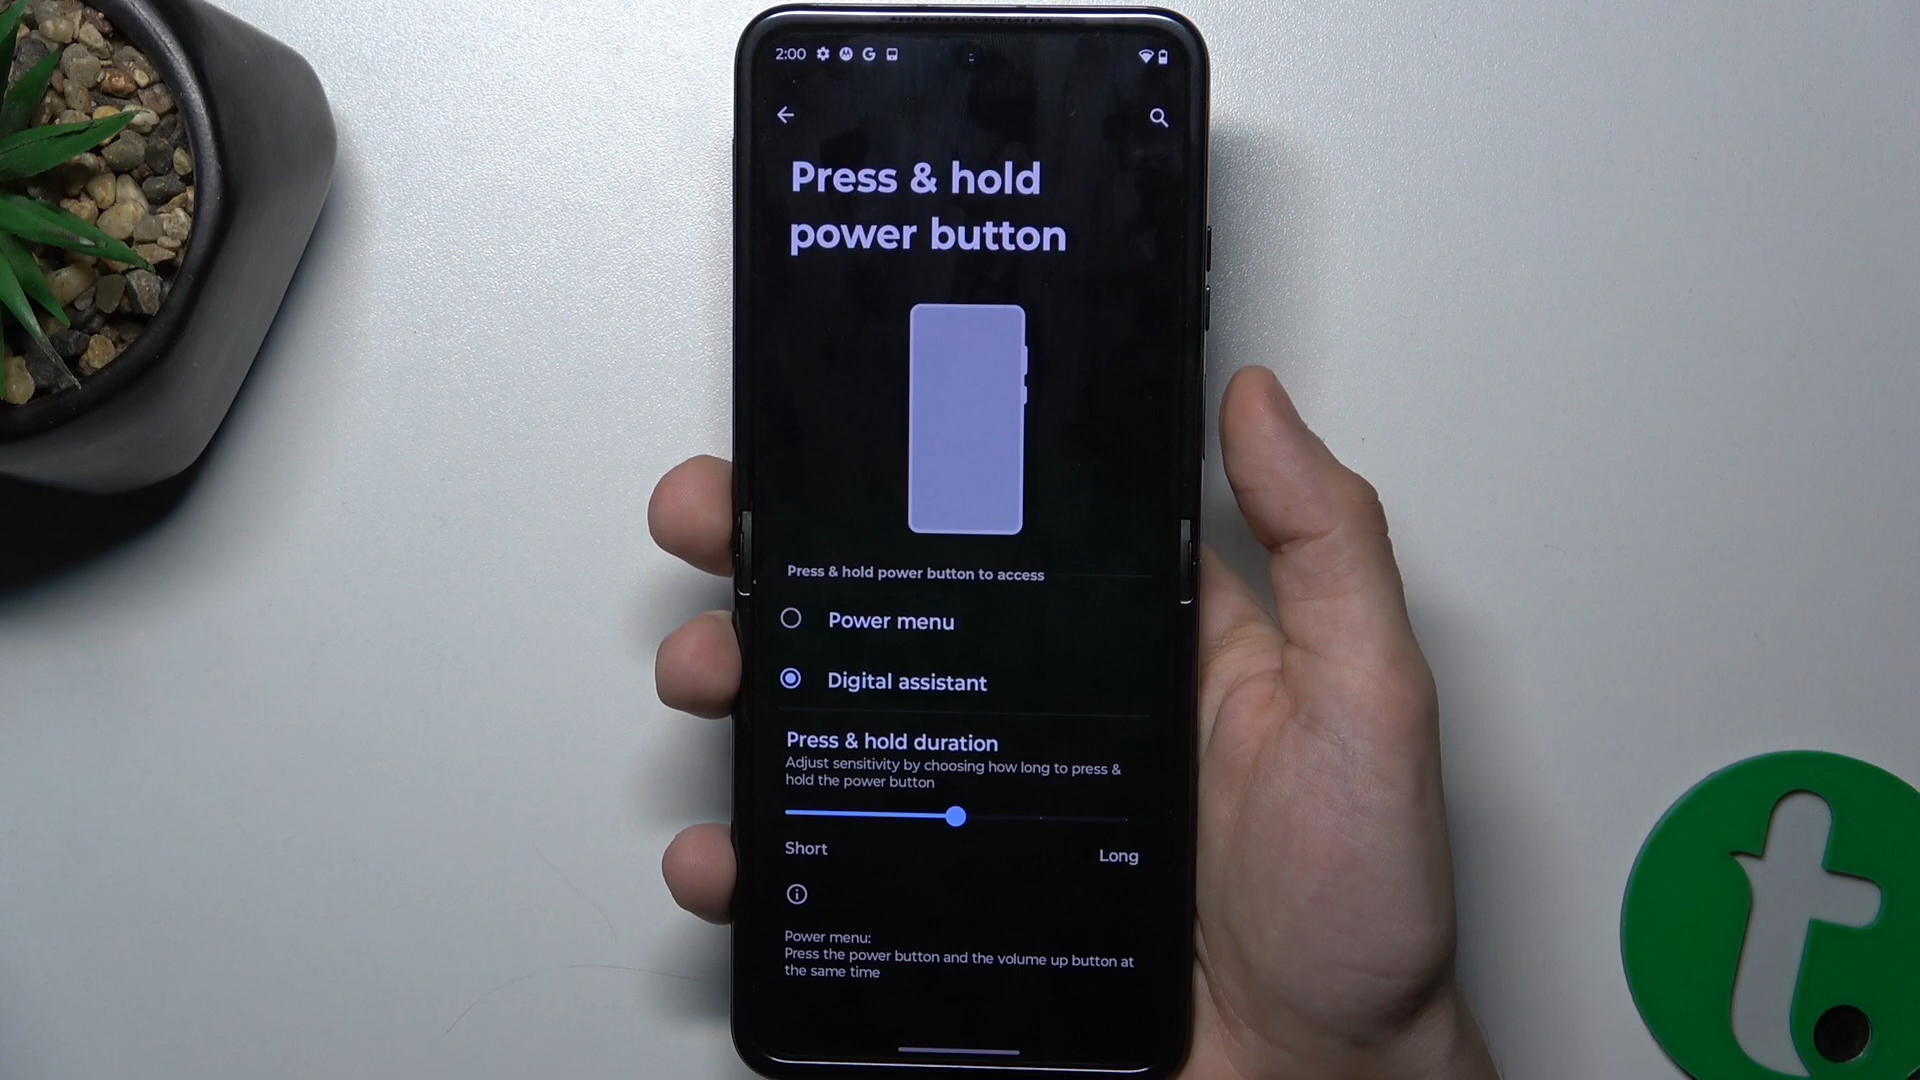 2:00
Press & hold
power button
Press & hold power button to access
Power menu
Digital assistant
Press & hold duration
Adjust sensitivity by choosing how long to press &
hold the power button
Short
Long
Power menu:
Press the power button and the volume up button at
the same time
t